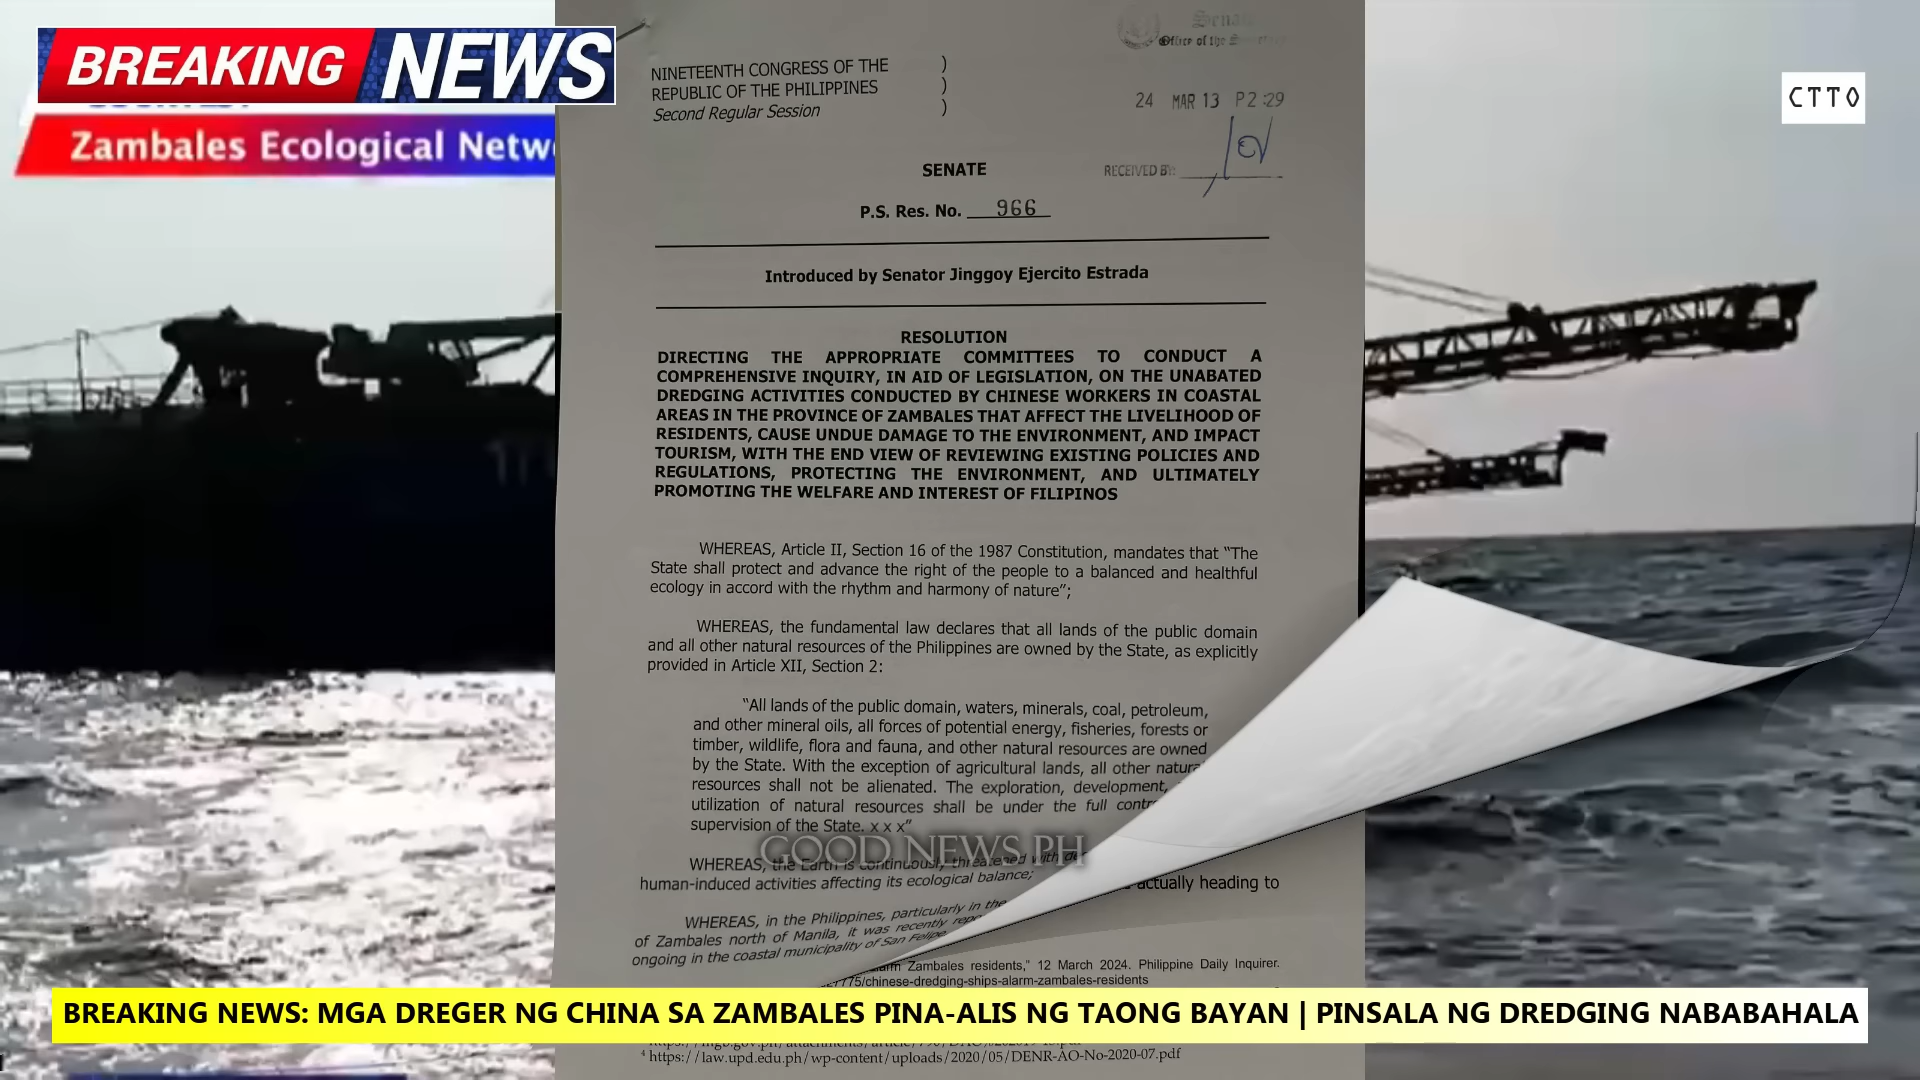 BREAKING NEWS
Zambales Ecological Netw
CTTO
Office of the
NINETEENTH CONGRESS OF THE )
REPUBLIC OF THE PHILIPPINES )
Second Regular Session )
24 MAR 13 P2:29
RECEIVED BY:
SENATE
P.S. Res. No. 966
Introduced by Senator Jinggoy Ejercito Estrada
RESOLUTION
DIRECTING THE APPROPRIATE COMMITTEES TO CONDUCT A
COMPREHENSIVE INQUIRY, IN AID OF LEGISLATION, ON THE UNABATED
DREDGING ACTIVITIES CONDUCTED BY CHINESE WORKERS IN COASTAL
AREAS IN THE PROVINCE OF ZAMBALES THAT AFFECT THE LIVELIHOOD OF
RESIDENTS, CAUSE UNDUE DAMAGE TO THE ENVIRONMENT, AND IMPACT
TOURISM, WITH THE END VIEW OF REVIEWING EXISTING POLICIES AND
REGULATIONS, PROTECTING THE ENVIRONMENT, AND ULTIMATELY
PROMOTING THE WELFARE AND INTEREST OF FILIPINOS
WHEREAS, Article II, Section 16 of the 1987 Constitution, mandates that “The
State shall protect and advance the right of the people to a balanced and healthful
ecology in accord with the rhythm and harmony of nature”;
WHEREAS, the fundamental law declares that all lands of the public domain
and all other natural resources of the Philippines are owned by the State, as explicitly
provided in Article XII, Section 2:
“All lands of the public domain, waters, minerals, coal, petroleum,
and other mineral oils, all forces of potential energy, fisheries, forests or
timber, wildlife, flora and fauna, and other natural resources are owned
by the State. With the exception of agricultural lands, all other natura
resources shall not be alienated. The exploration, development,
utilization of natural resources shall be under the full contr
supervision of the State. x x x”
GOOD NEWS PH
WHEREAS, the Earth is continuously threatened with de
human-induced activities affecting its ecological balance;
actually heading to
WHEREAS, in the Philippines, particularly in the
of Zambales north of Manila, it was recently repo
ongoing in the coastal municipality of San Felipe
alarm Zambales residents,” 12 March 2024. Philippine Daily Inquirer.
775/chinese-dredging-ships-alarm-zambales-residents
BREAKING NEWS: MGA DREGER NG CHINA SA ZAMBALES PINA-ALIS NG TAONG BAYAN | PINSALA NG DREDGING NABABAHALA
4 https://law.upd.edu.ph/wp-content/uploads/2020/05/DENR-AO-No-2020-07.pdf